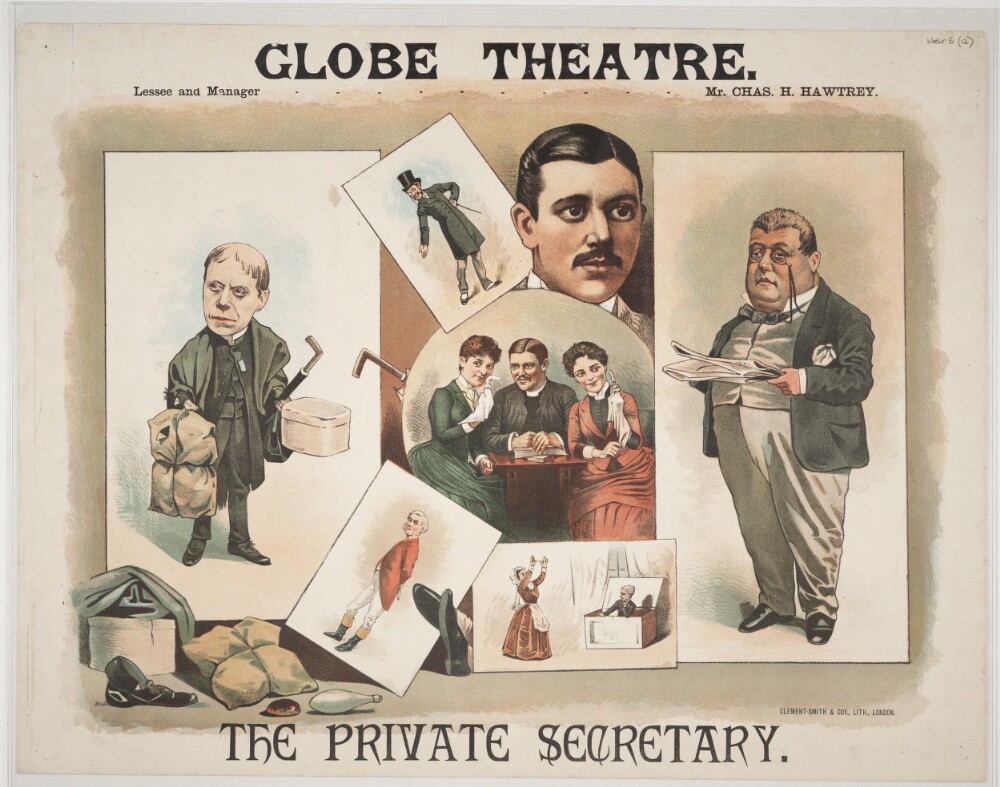 GLOBE THEATRE.
Lessee and Manager - - - - - - - - - - Mr. CHAS. H. HAWTREY.
CLEMENT-SMITH & COY., LITH., LONDON.
THE PRIVATE SECRETARY.